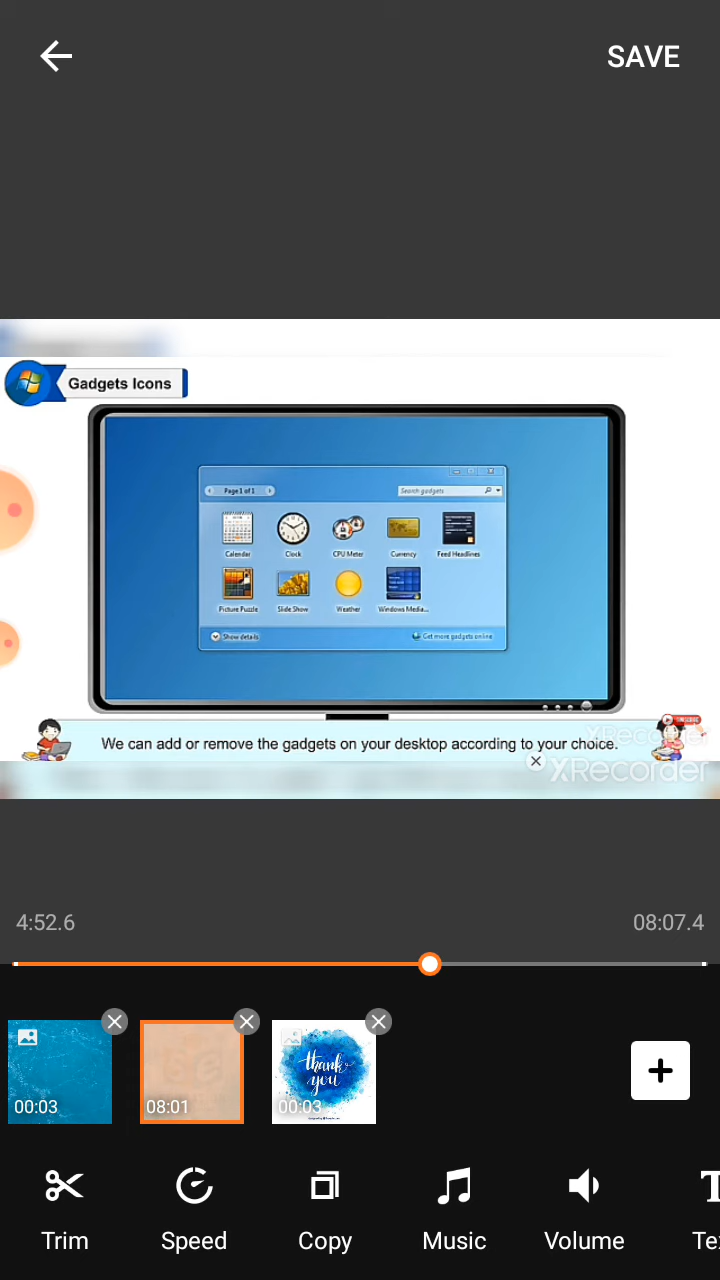 SAVE
Gadgets Icons
Page 1 of 1
Search gadgets
Calendar
Clock
CPU Meter
Currency
Feed Headlines
Picture Puzzle
Slide Show
Weather
Windows Media...
Show details
Get more gadgets online
SUBSCRIBE
We can add or remove the gadgets on your desktop according to your choice.
XRecorder
XRecorder
4:52.6
08:07.4
thank
you
00:03
08:01
00:03
Trim
Speed
Copy
Music
Volume
Te